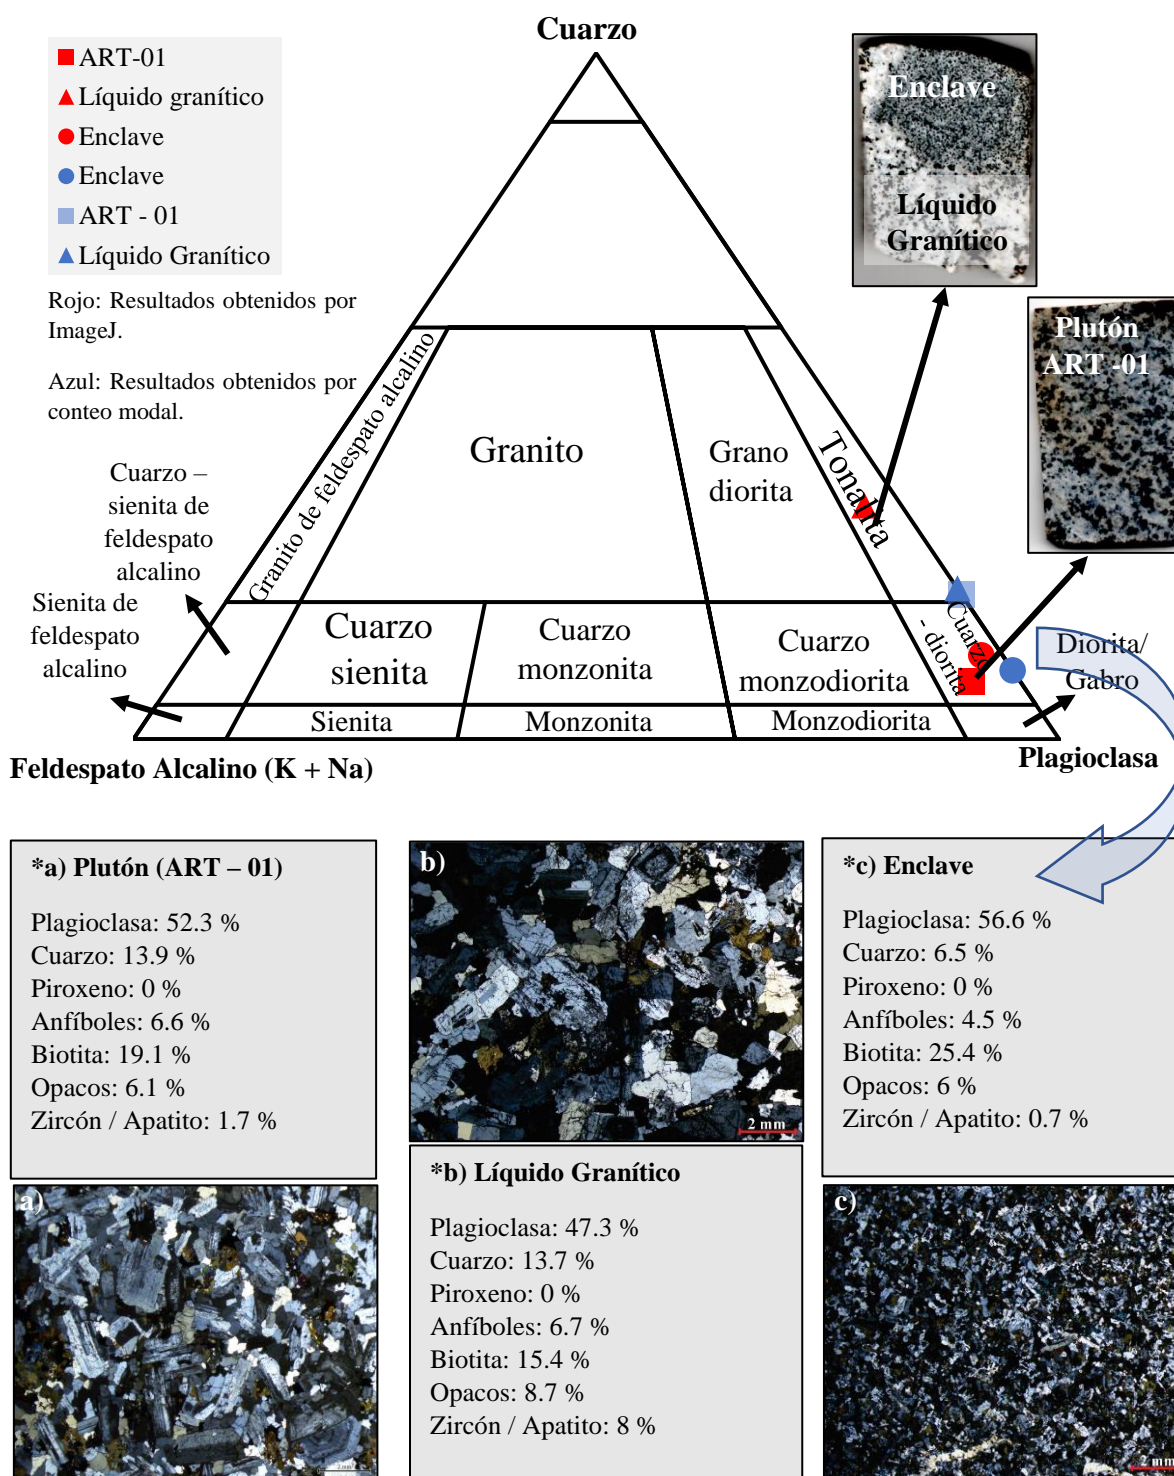 Cuarzo
ART-01
Líquido granítico
Enclave
Enclave
ART - 01
Líquido Granítico
Rojo: Resultados obtenidos por
ImageJ.
Azul: Resultados obtenidos por
conteo modal.
Enclave
Líquido
Granítico
Plutón
ART -01
Granito de feldespato alcalino
Granito
Grano
diorita
Tonalita
Cuarzo –
sienita de
feldespato
alcalino
Sienita de
feldespato
alcalino
Cuarzo
sienita
Cuarzo
monzonita
Cuarzo
monzodiorita
Cuarzo
- diorita
Diorita/
Gabro
Sienita
Monzonita
Monzodiorita
Feldespato Alcalino (K + Na)
Plagioclasa
*a) Plutón (ART – 01)
Plagioclasa: 52.3 %
Cuarzo: 13.9 %
Piroxeno: 0 %
Anfíboles: 6.6 %
Biotita: 19.1 %
Opacos: 6.1 %
Zircón / Apatito: 1.7 %
a)
2 mm
b)
2 mm
*b) Líquido Granítico
Plagioclasa: 47.3 %
Cuarzo: 13.7 %
Piroxeno: 0 %
Anfíboles: 6.7 %
Biotita: 15.4 %
Opacos: 8.7 %
Zircón / Apatito: 8 %
*c) Enclave
Plagioclasa: 56.6 %
Cuarzo: 6.5 %
Piroxeno: 0 %
Anfíboles: 4.5 %
Biotita: 25.4 %
Opacos: 6 %
Zircón / Apatito: 0.7 %
c)
2 mm